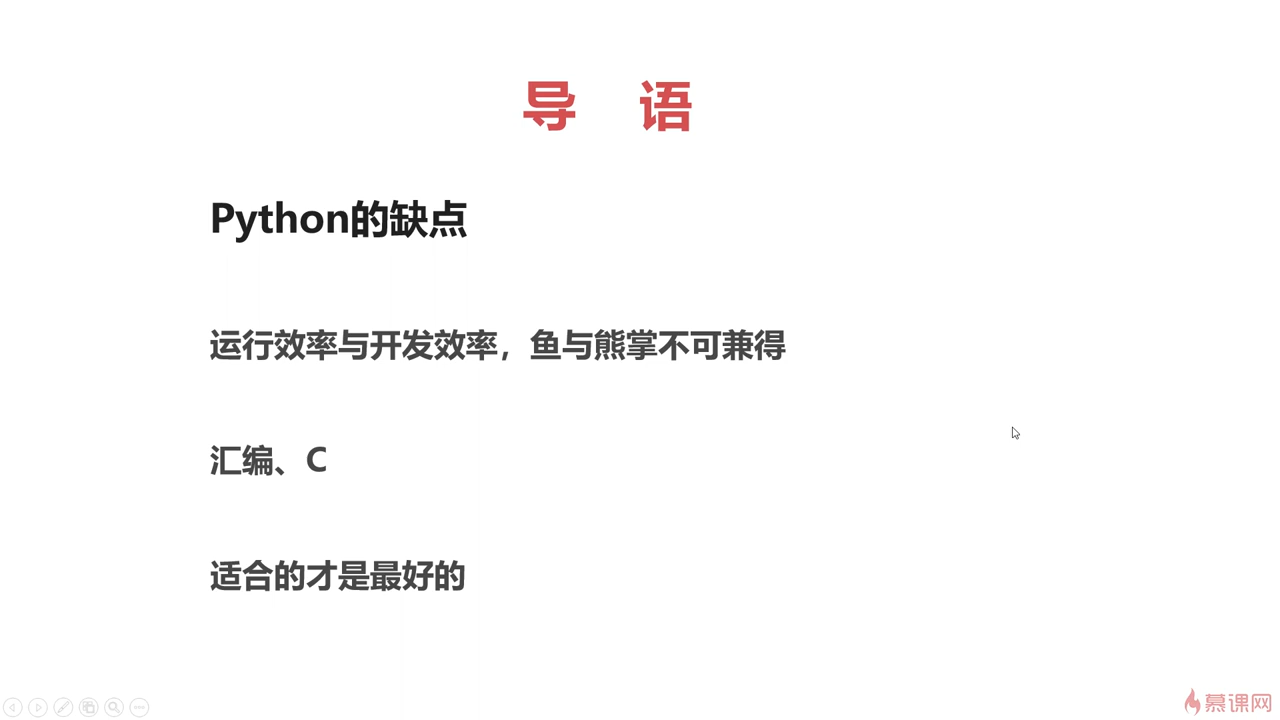 导 语
Python的缺点
运行效率与开发效率，鱼与熊掌不可兼得
汇编、C
适合的才是最好的
慕课网